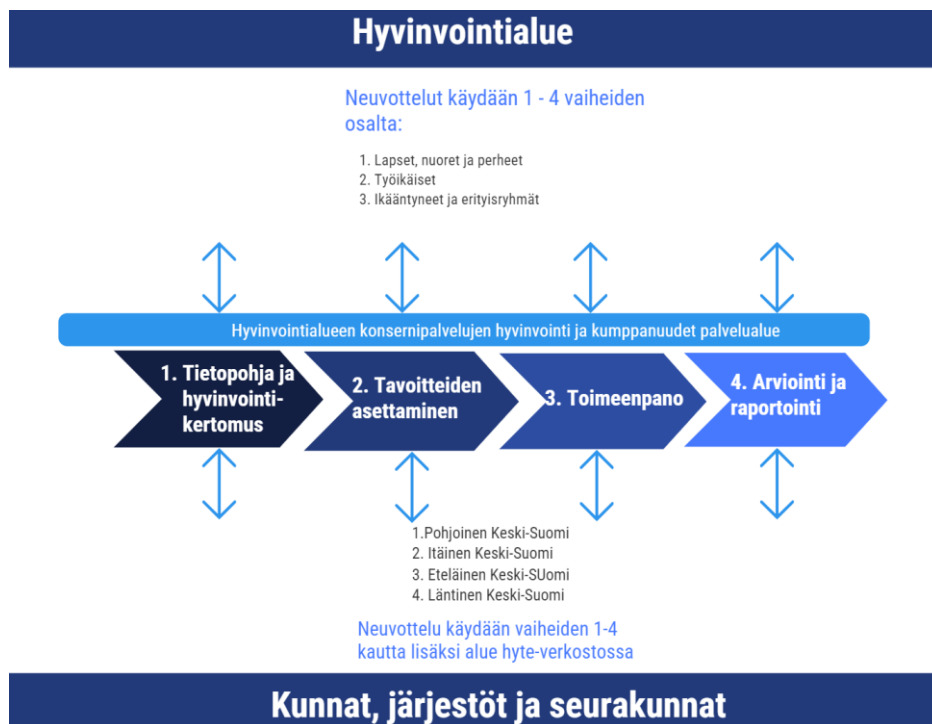 Hyvinvointialue
Neuvottelut käydään 1 - 4 vaiheiden
osalta:
1. Lapset, nuoret ja perheet
2. Työikäiset
3. Ikääntyneet ja erityisryhmät
Hyvinvointialueen konsernipalvelujen hyvinvointi ja kumppanuudet palvelualue
1. Tietopohja ja
hyvinvointi-
kertomus
2. Tavoitteiden
asettaminen
3. Toimeenpano
4. Arviointi ja
raportointi
1.Pohjoinen Keski-Suomi
2. Itäinen Keski-Suomi
3. Eteläinen Keski-SUomi
4. Läntinen Keski-Suomi
Neuvottelu käydään vaiheiden 1-4
kautta lisäksi alue hyte-verkostossa
Kunnat, järjestöt ja seurakunnat